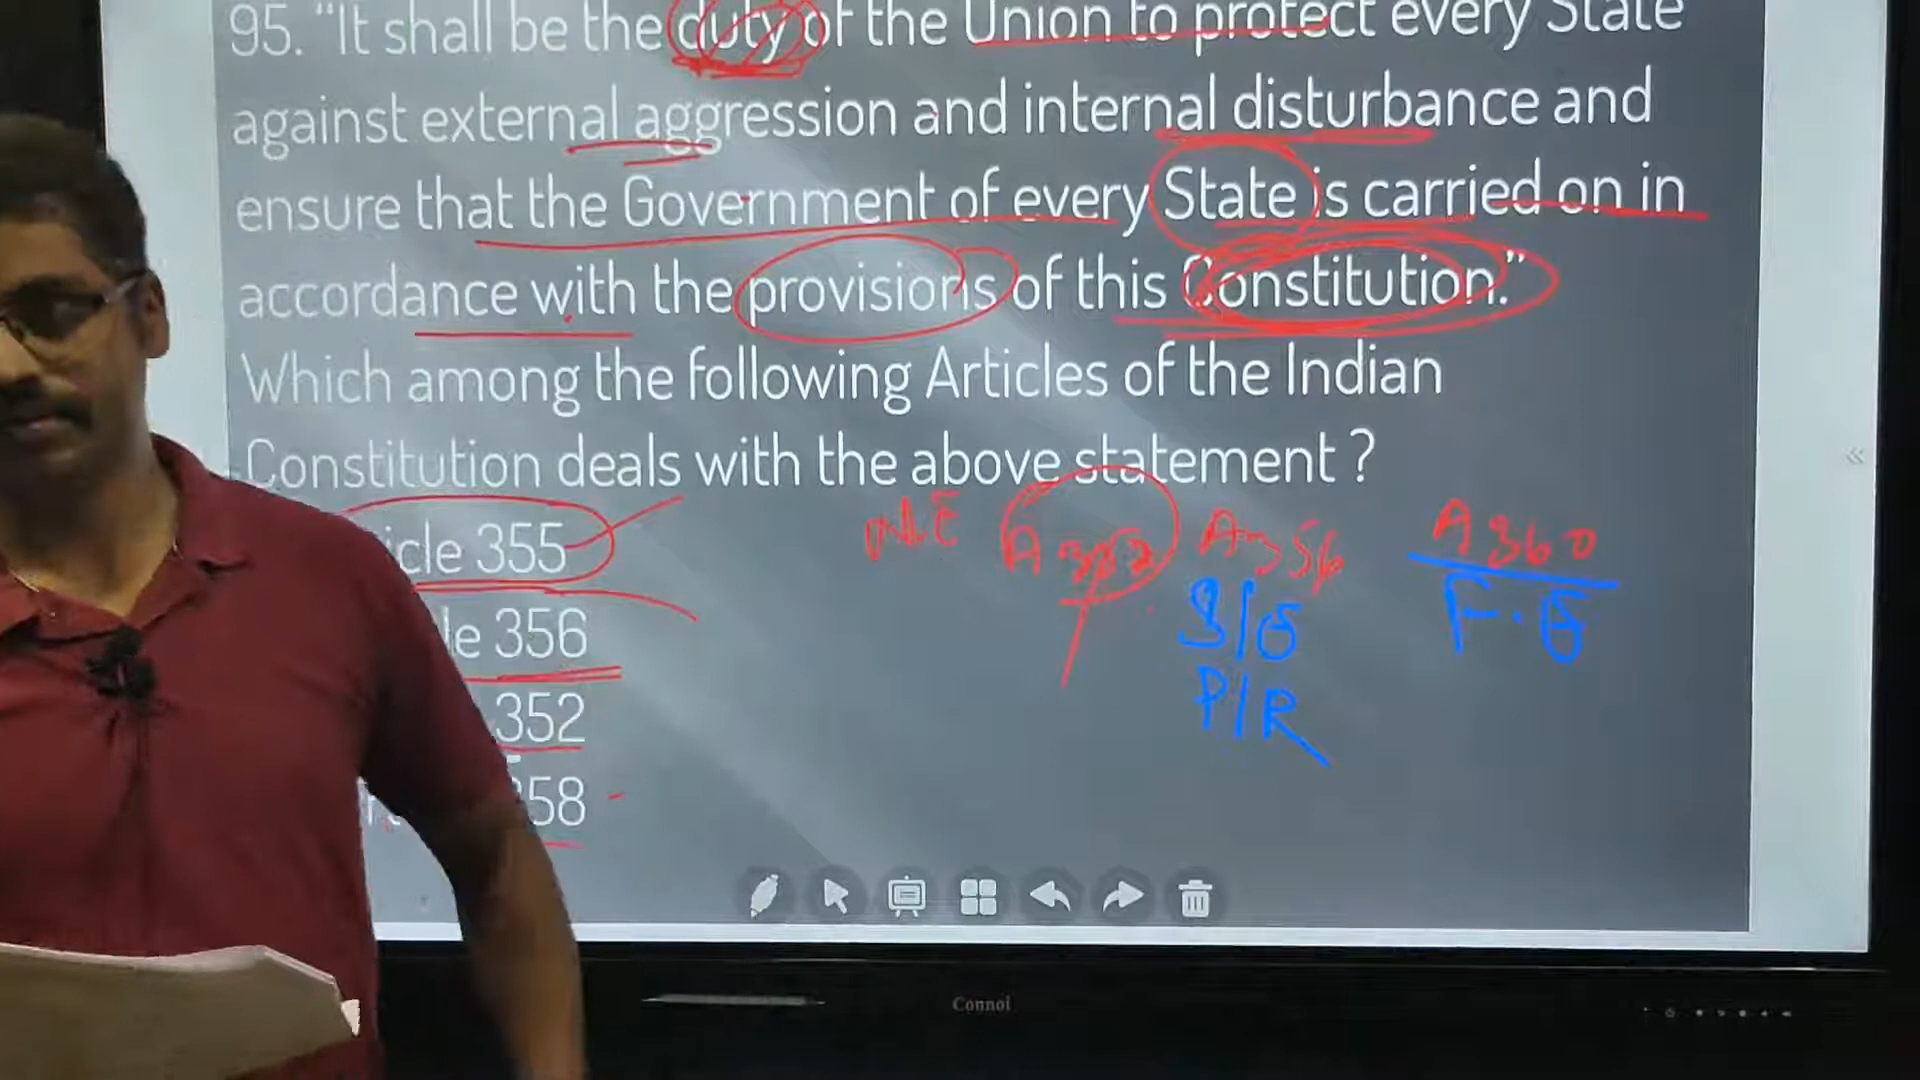 95. “It shall be the duty of the Union to protect every State
against external aggression and internal disturbance and
ensure that the Government of every State is carried on in
accordance with the provisions of this Constitution.”
Which among the following Articles of the Indian
Constitution deals with the above statement ?
icle 355
A 352 A 356 A 360
le 356
S/E F.E
P/R
352
358
Connoi